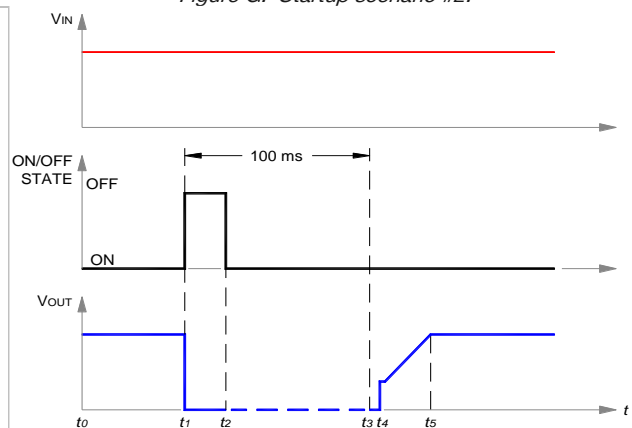 Figure G: Startup scenario #2.
VIN
100 ms
ON/OFF
STATE
OFF
ON
VOUT
t
t0 t1 t2 t3 t4 t5